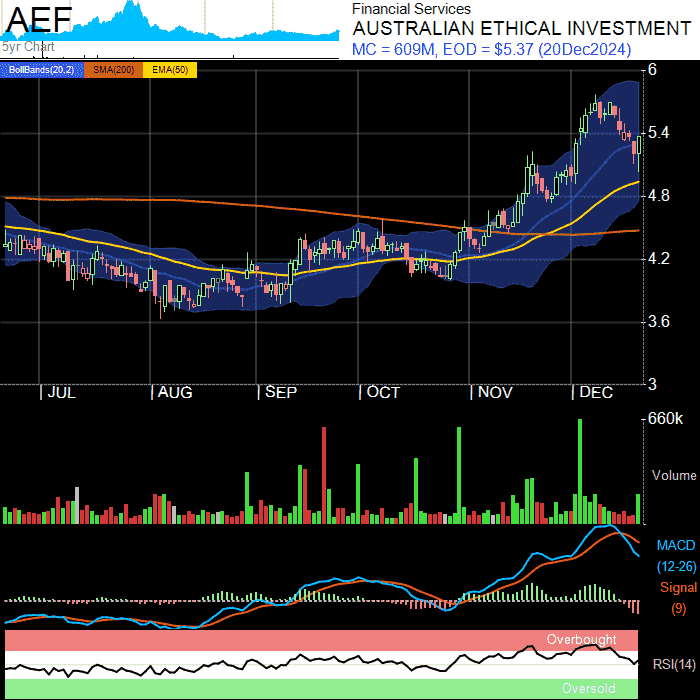 AEF
5yr Chart
Financial Services
AUSTRALIAN ETHICAL INVESTMENT
MC = 609M, EOD = $5.37 (20Dec2024)
BollBands(20,2) SMA(200) EMA(50)
6
5.4
4.8
4.2
3.6
3
JUL AUG SEP OCT NOV DEC
660k
Volume
MACD
(12-26)
Signal
(9)
Overbought
RSI(14)
Oversold